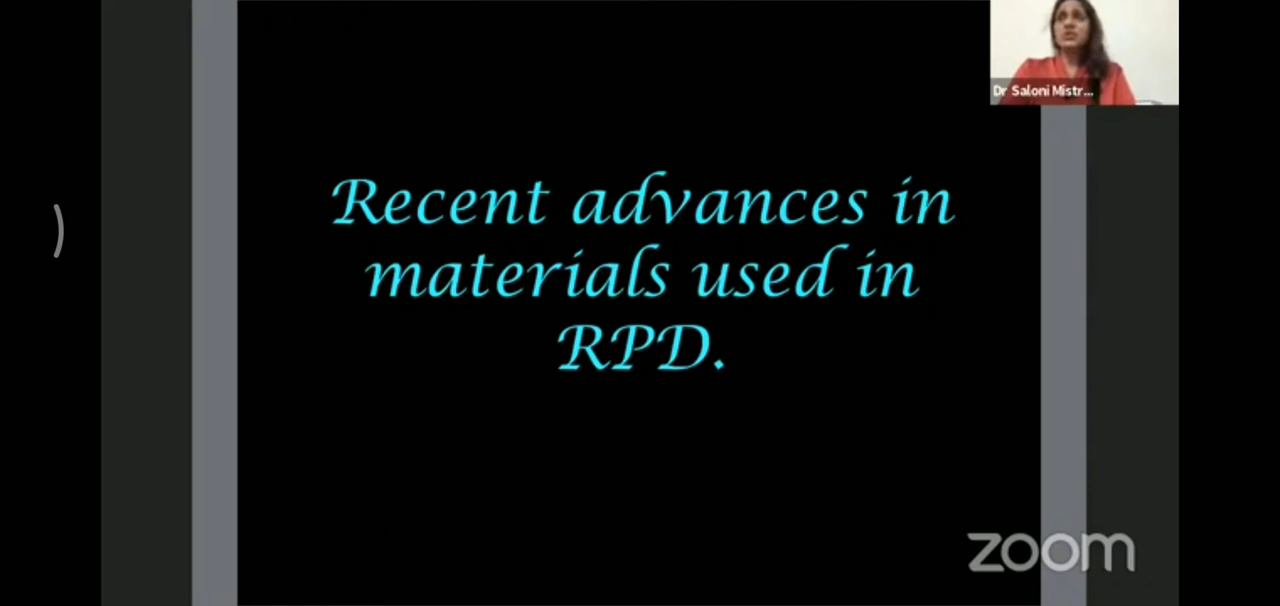 Dr Saloni Mistr...
Recent advances in
materials used in
RPD.
zoom